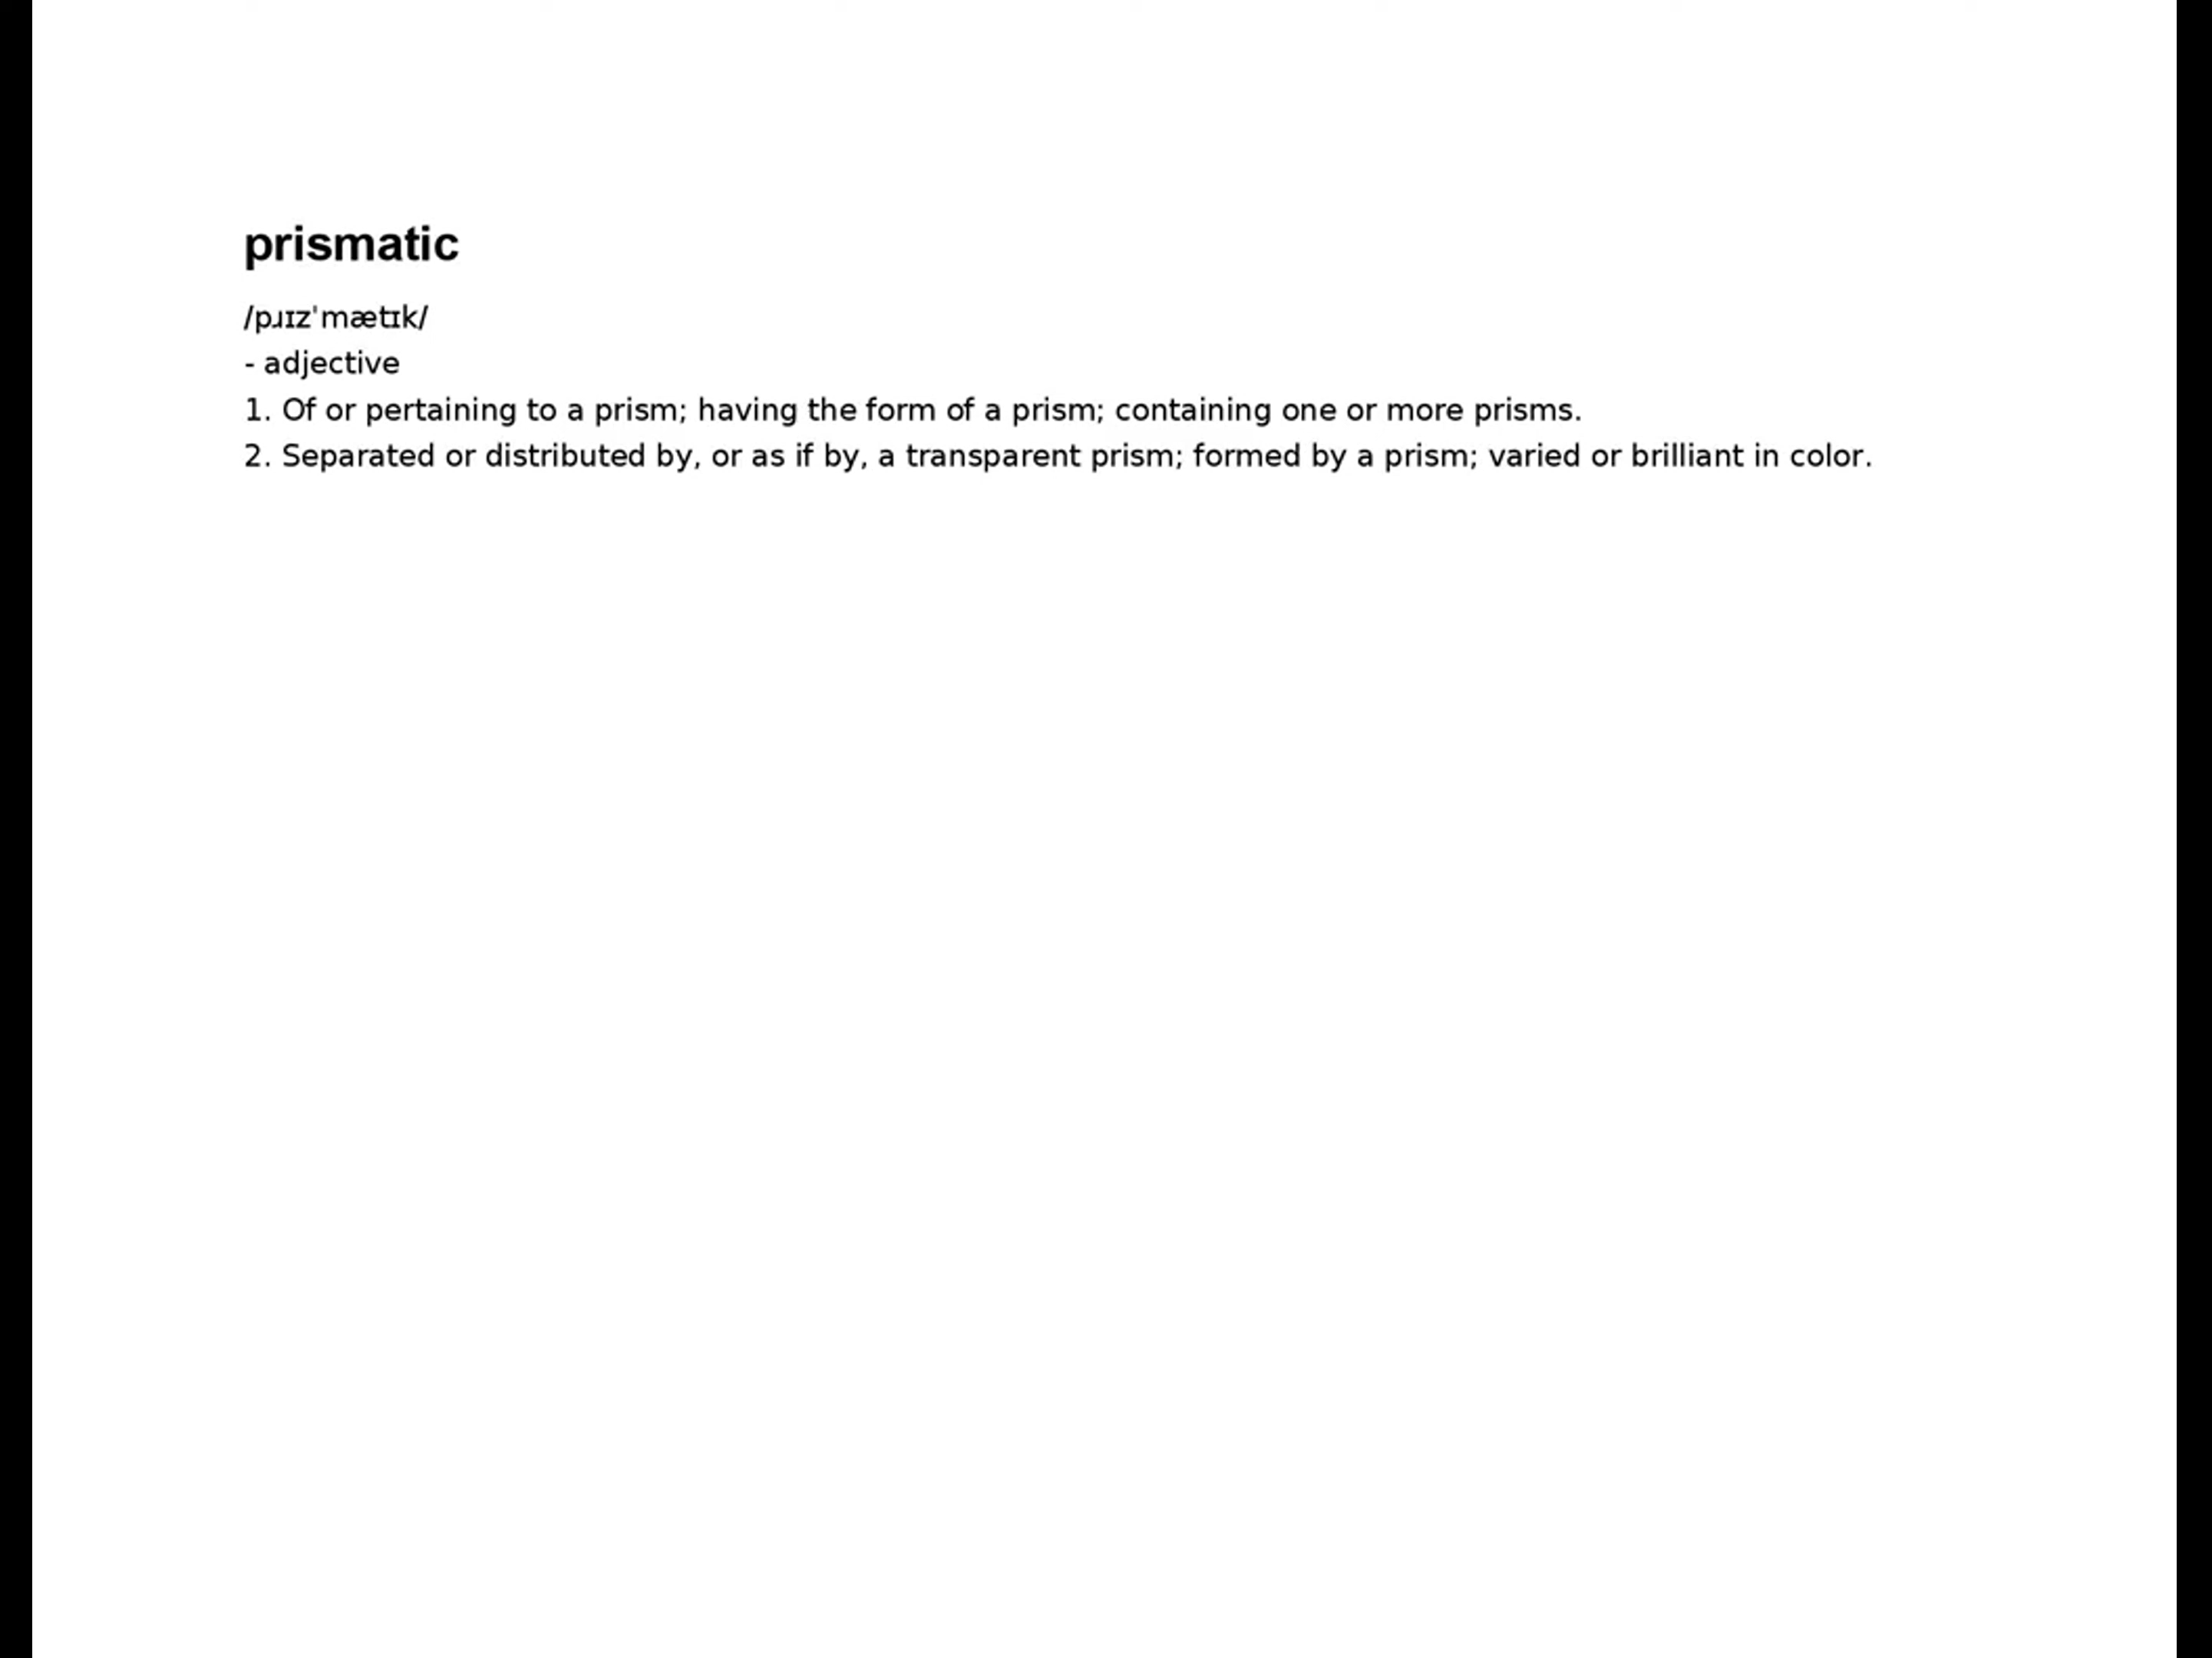 prismatic
/pɹɪzˈmætɪk/
- adjective
1. Of or pertaining to a prism; having the form of a prism; containing one or more prisms.
2. Separated or distributed by, or as if by, a transparent prism; formed by a prism; varied or brilliant in color.